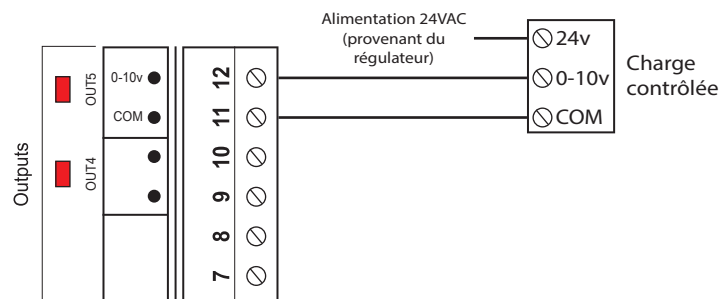 Alimentation 24VAC
(provenant du
régulateur)
24v
0-10v
COM
Charge
contrôlée
Outputs
OUT5
OUT4
0-10v
COM
12
11
10
9
8
7